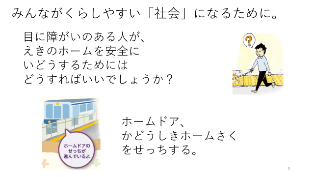 みんながくらしやすい「社会」になるために。
目に障がいのある人が、
えきのホームを安全に
いどうするためには
どうすればいいでしょうか？
?
ホームドアの
せっちが
進んでいるよ
ホームドア、
かどうしきホームさく
をせっちする。